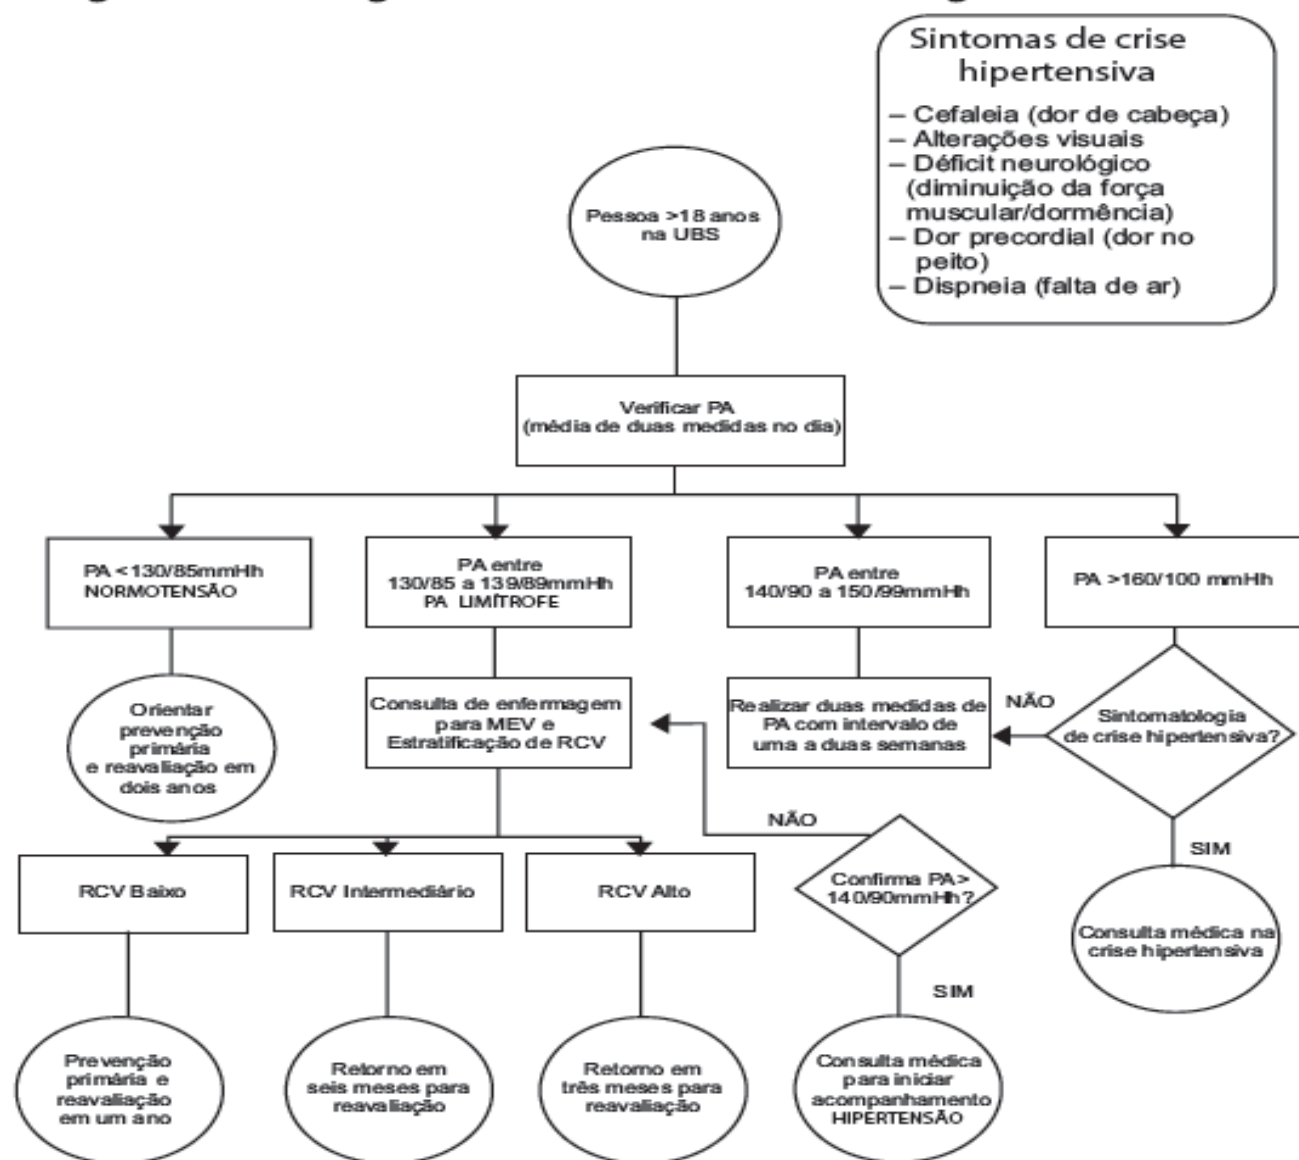 Sintomas de crise
hipertensiva
– Cefaleia (dor de cabeça)
– Alterações visuais
– Déficit neurológico
(diminuição da força
muscular/dormência)
– Dor precordial (dor no
peito)
– Dispneia (falta de ar)
Pessoa >18 anos
na UBS
Verificar PA
(média de duas medidas no dia)
PA <130/85mmHh
NORMOTENSÃO
PA entre
130/85 a 139/89mmHh
PA LIMÍTROFE
PA entre
140/90 a 150/99mmHh
PA >160/100 mmHh
Orientar
prevenção
primária
e reavaliação em
dois anos
Consulta de enfermagem
para MEV e
Estratificação de RCV
Realizar duas medidas de
PA com intervalo de
uma a duas semanas
NÃO
Sintomatologia
de crise hipertensiva?
NÃO
SIM
RCV Baixo
RCV Intermediário
RCV Alto
Confirma PA>
140/90mmHh?
Consulta médica na
crise hipertensiva
SIM
Prevenção
primária e
reavaliação
em um ano
Retorno em
seis meses para
reavaliação
Retorno em
três meses para
reavaliação
Consulta médica
para iniciar
acompanhamento
HIPERTENSÃO